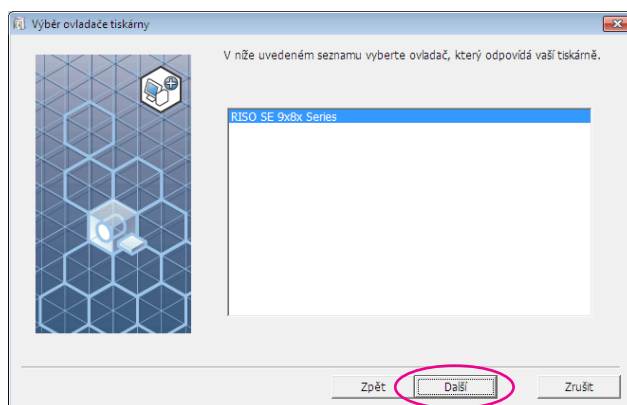 Výběr ovladače tiskárny
V níže uvedeném seznamu vyberte ovladač, který odpovídá vaší tiskárně.
RISO SE 9x8x Series
Zpět
Další
Zrušit